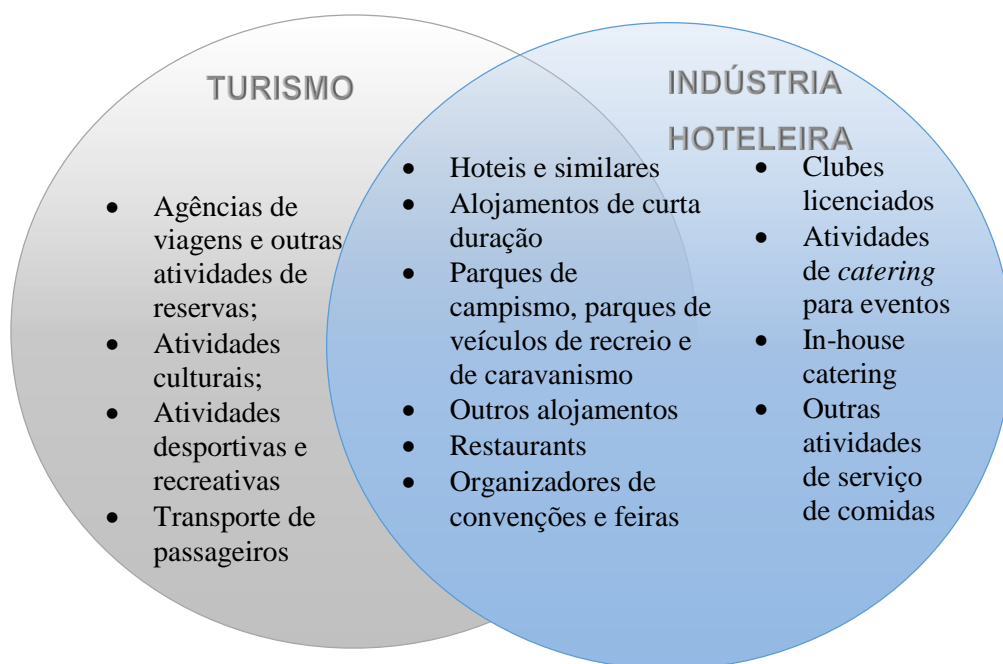 TURISMO
Agências de
viagens e outras
atividades de
reservas;
Atividades
culturais;
Atividades
desportivas e
recreativas
Transporte de
passageiros
Hoteis e similares
Alojamentos de curta
duração
Parques de
campismo, parques de
veículos de recreio e
de caravanismo
Outros alojamentos
Restaurants
Organizadores de
convenções e feiras
INDÚSTRIA
HOTELEIRA
Clubes
licenciados
Atividades
de catering
para eventos
In-house
catering
Outras
atividades
de serviço
de comidas